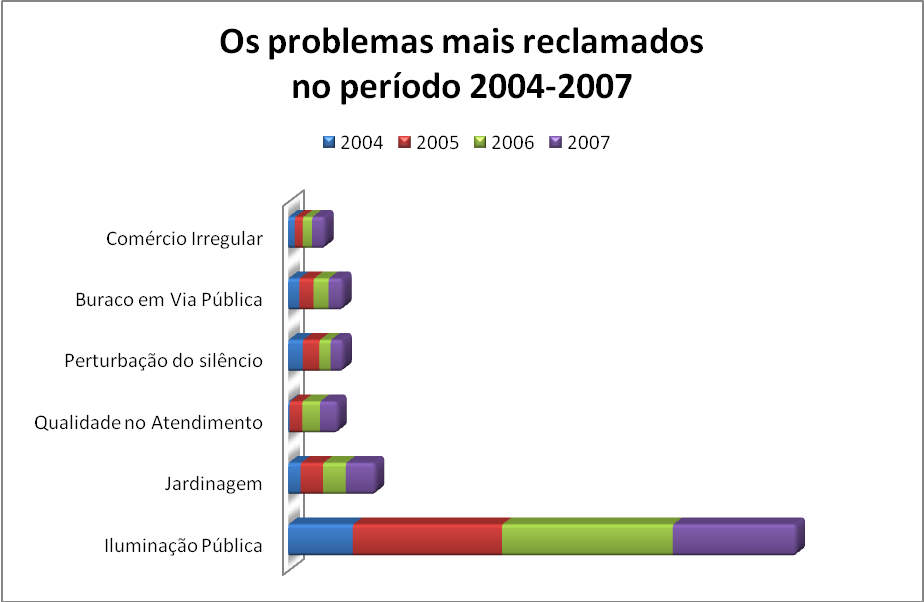 Os problemas mais reclamados
no período 2004-2007
2004 2005 2006 2007
Comércio Irregular
Buraco em Via Pública
Perturbação do silêncio
Qualidade no Atendimento
Jardinagem
Iluminação Pública